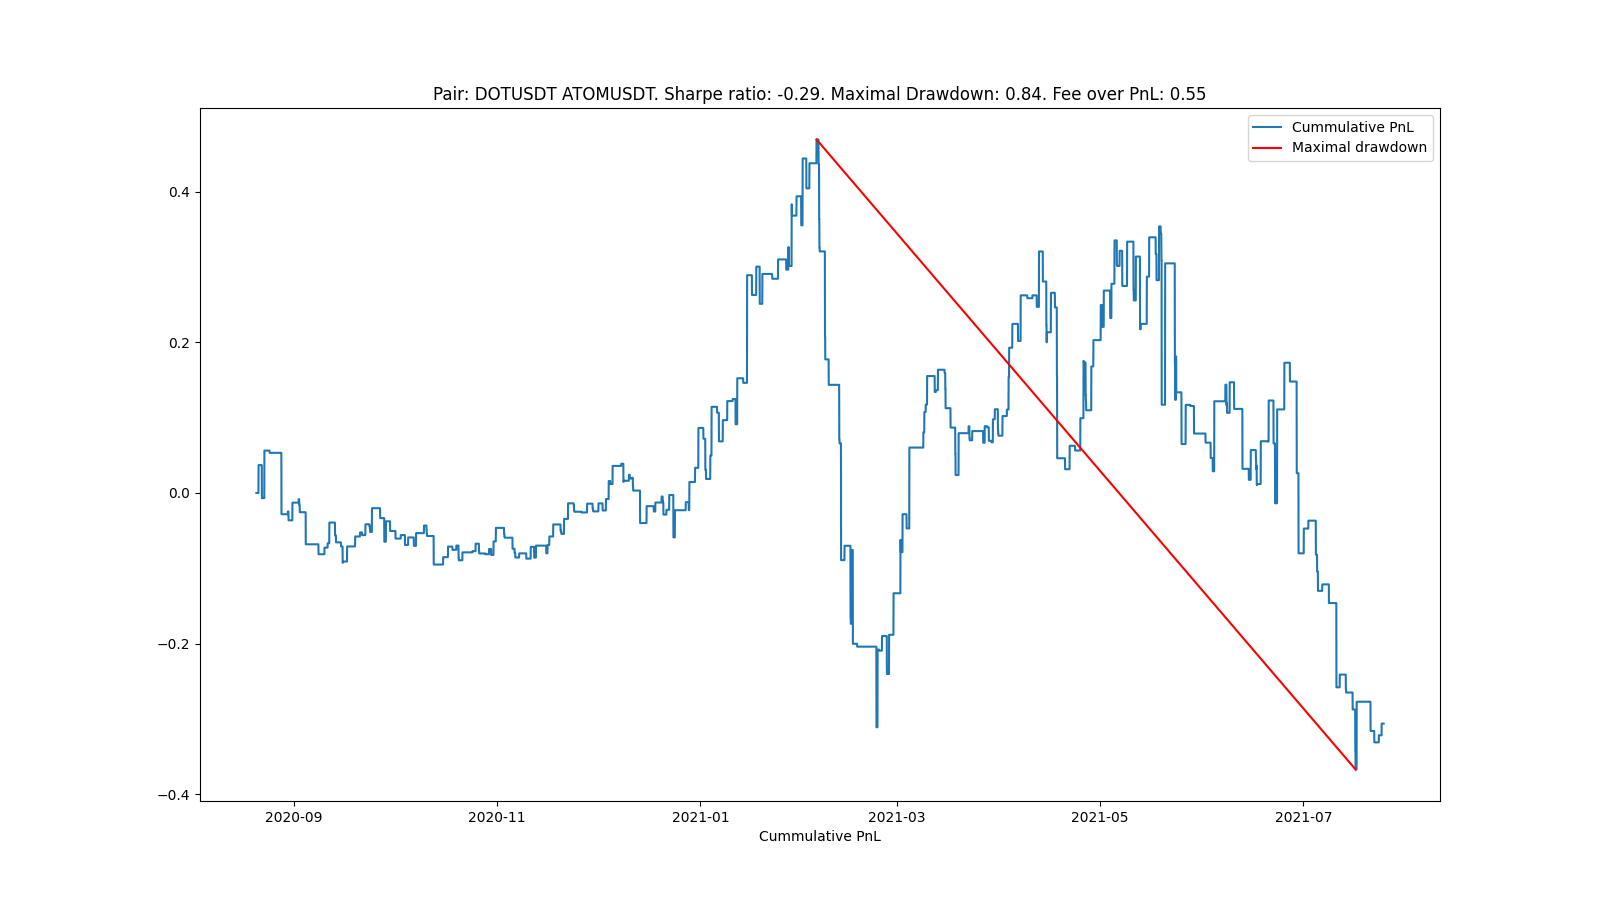 Pair: DOTUSDT ATOMUSDT. Sharpe ratio: -0.29. Maximal Drawdown: 0.84. Fee over PnL: 0.55
Cummulative PnL
Maximal drawdown
0.4
0.2
0.0
−0.2
−0.4
2020-09 2020-11 2021-01 2021-03 2021-05 2021-07
Cummulative PnL